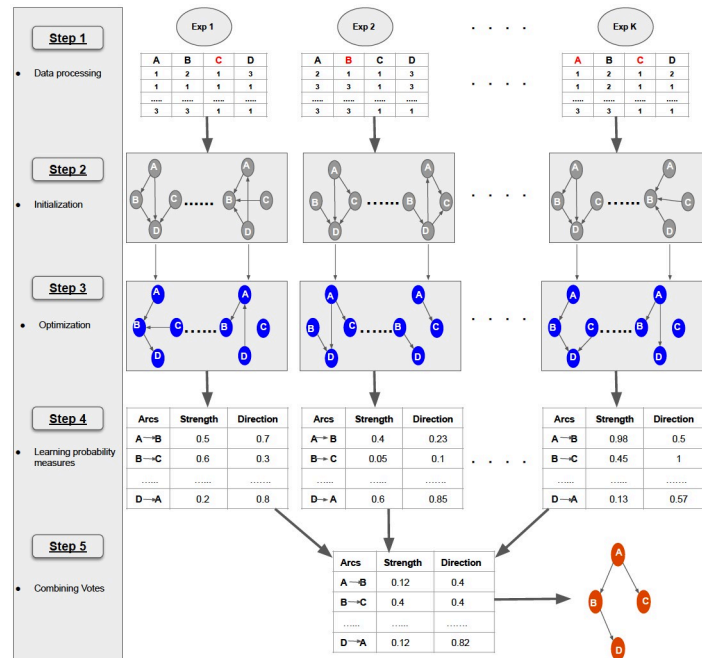 Step 1
Data processing
Exp 1
Exp 2
Exp K
A B C D
1 2 1 3
1 1 1 1
..... ..... ..... .....
3 3 1 1
A B C D
2 1 1 3
3 3 1 3
..... ..... ..... .....
3 3 1 1
A B C D
1 2 1 2
1 2 1 1
..... ..... ..... .....
3 3 1 1
Step 2
Initialization
A B C D ...... A B C D
A B C D ...... A B C D
A B C D ...... A B C D
Step 3
Optimization
A B C D ...... A B C D
A B C D ...... A B C D
A B C D ...... A B C D
Step 4
Learning probability
measures
Arcs Strength Direction
A→B 0.5 0.7
B→C 0.6 0.3
...... ...... .......
D→A 0.2 0.8
Arcs Strength Direction
A→B 0.4 0.23
B→C 0.05 0.1
...... ...... .......
D→A 0.6 0.85
Arcs Strength Direction
A→B 0.98 0.5
B→C 0.45 1
...... ...... .......
D→A 0.13 0.57
Step 5
Combining Votes
Arcs Strength Direction
A→B 0.12 0.4
B→C 0.4 0.4
...... ...... .......
D→A 0.12 0.82
A
B
C
D